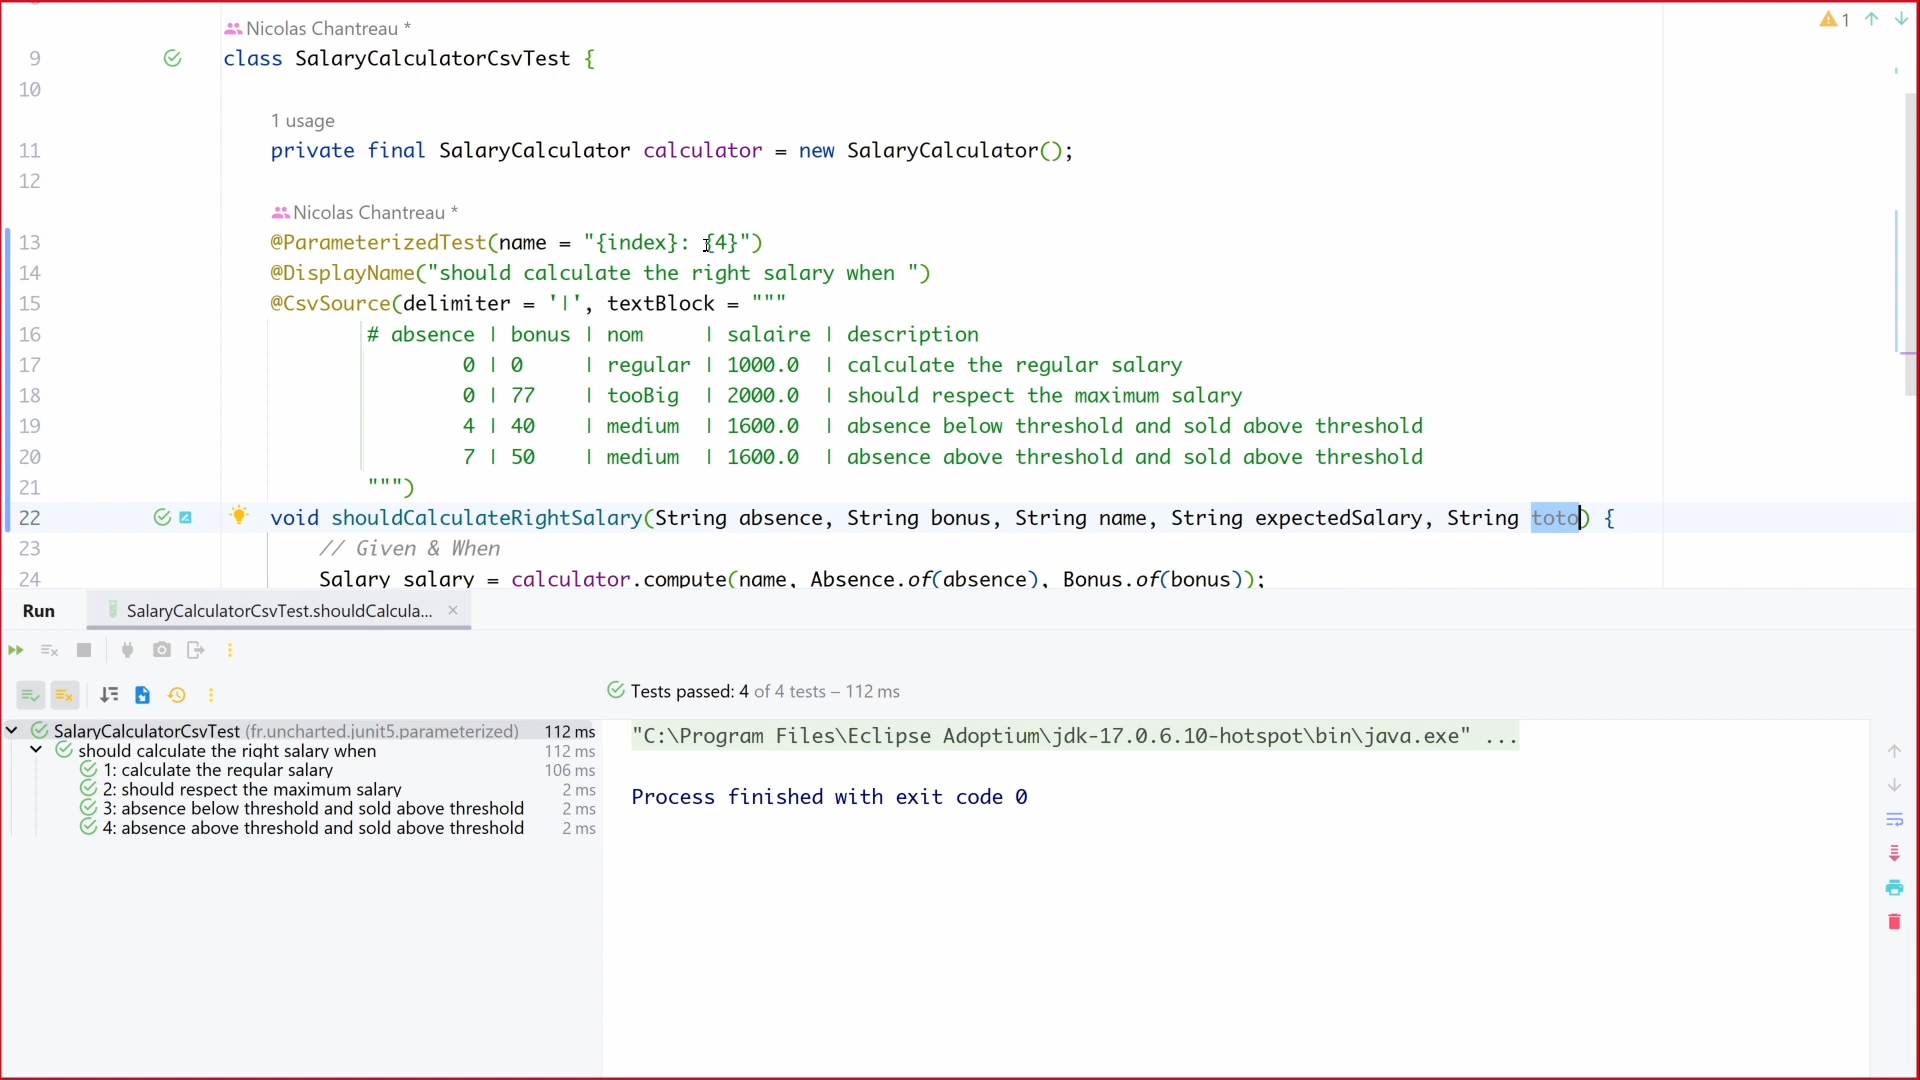 Nicolas Chantreau *
1
9 class SalaryCalculatorCsvTest {
10
1 usage
11 private final SalaryCalculator calculator = new SalaryCalculator();
12
Nicolas Chantreau *
13 @ParameterizedTest(name = "{index}: {4}")
14 @DisplayName("should calculate the right salary when ")
15 @CsvSource(delimiter = '|', textBlock = """
16 # absence | bonus | nom | salaire | description
17 0 | 0 | regular | 1000.0 | calculate the regular salary
18 0 | 77 | tooBig | 2000.0 | should respect the maximum salary
19 4 | 40 | medium | 1600.0 | absence below threshold and sold above threshold
20 7 | 50 | medium | 1600.0 | absence above threshold and sold above threshold
21 """)
22 void shouldCalculateRightSalary(String absence, String bonus, String name, String expectedSalary, String toto) {
23 // Given & When
24 Salary salary = calculator.compute(name, Absence.of(absence), Bonus.of(bonus));
Run SalaryCalculatorCsvTest.shouldCalcula...
Tests passed: 4 of 4 tests – 112 ms
SalaryCalculatorCsvTest (fr.uncharted.junit5.parameterized) 112 ms
should calculate the right salary when 112 ms
1: calculate the regular salary 106 ms
2: should respect the maximum salary 2 ms
3: absence below threshold and sold above threshold 2 ms
4: absence above threshold and sold above threshold 2 ms
"C:\Program Files\Eclipse Adoptium\jdk-17.0.6.10-hotspot\bin\java.exe" ...
Process finished with exit code 0